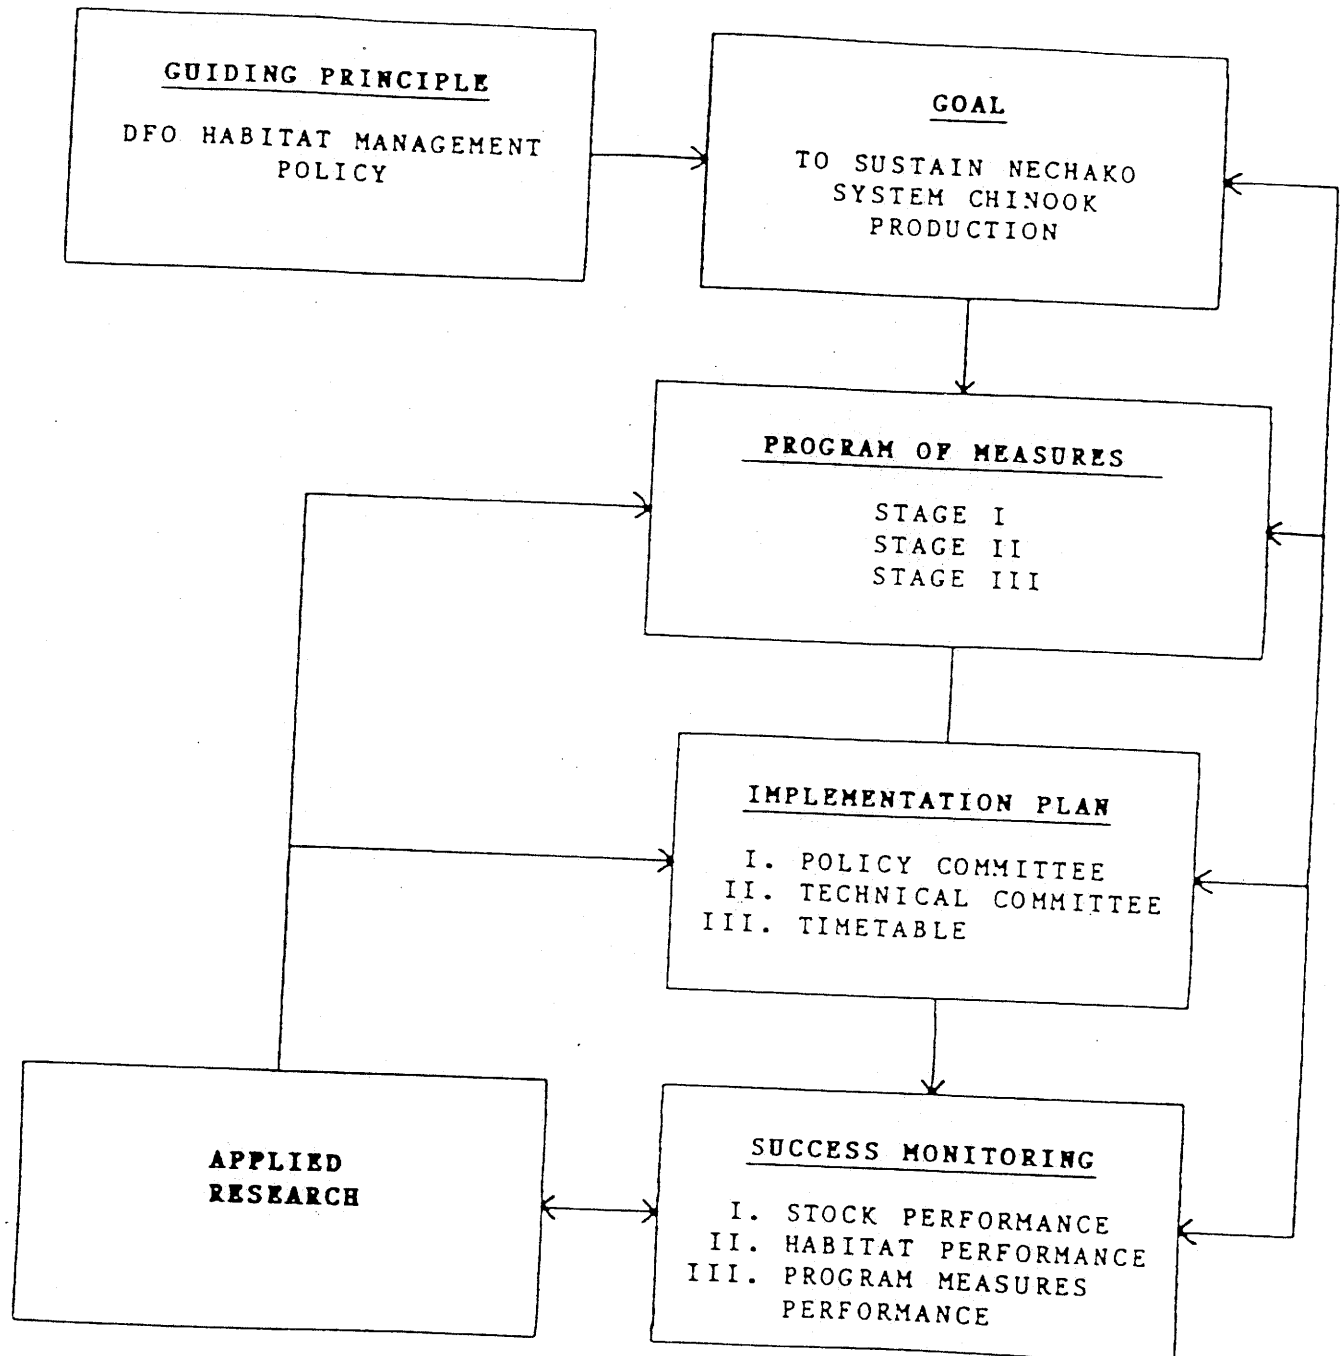 GUIDING PRINCIPLE
DFO HABITAT MANAGEMENT
POLICY
GOAL
TO SUSTAIN NECHAKO
SYSTEM CHINOOK
PRODUCTION
PROGRAM OF MEASURES
STAGE I
STAGE II
STAGE III
IMPLEMENTATION PLAN
I. POLICY COMMITTEE
II. TECHNICAL COMMITTEE
III. TIMETABLE
APPLIED
RESEARCH
SUCCESS MONITORING
I. STOCK PERFORMANCE
II. HABITAT PERFORMANCE
III. PROGRAM MEASURES
PERFORMANCE